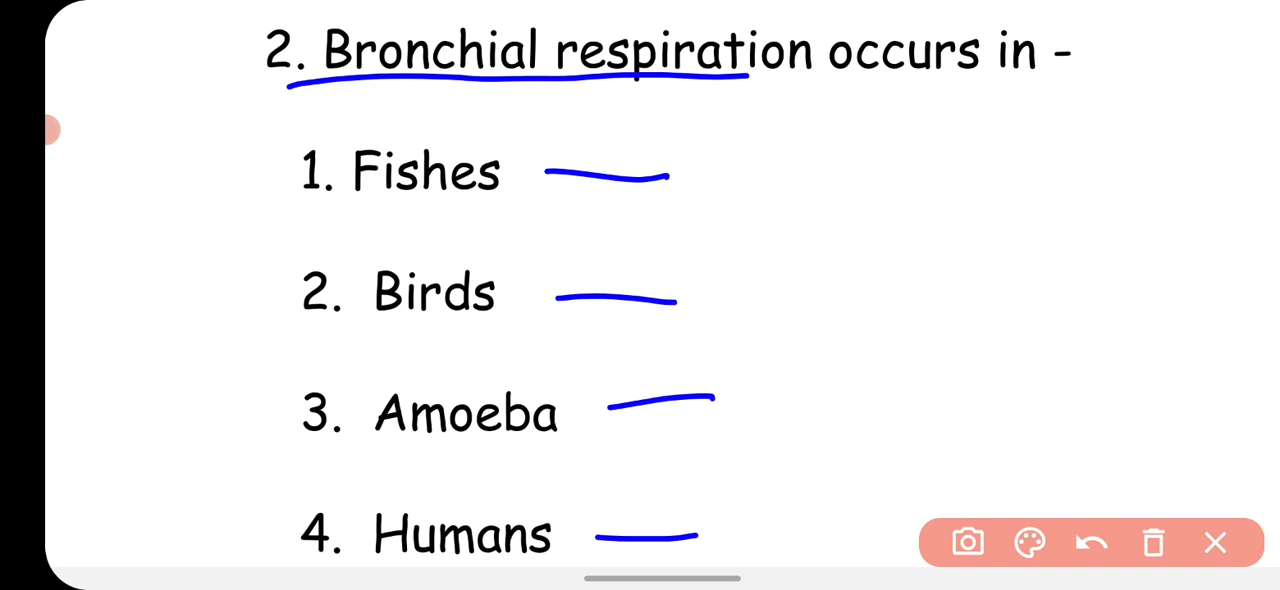 2. Bronchial respiration occurs in -
1. Fishes
2. Birds
3. Amoeba
4. Humans